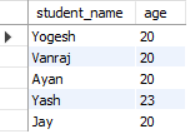 student_name age
Yogesh 20
Vanraj 20
Ayan 20
Yash 23
Jay 20